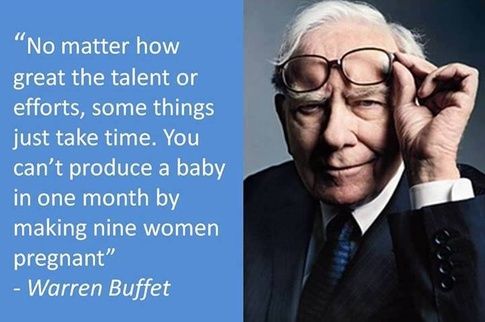 “No matter how
great the talent or
efforts, some things
just take time. You
can’t produce a baby
in one month by
making nine women
pregnant”
- Warren Buffet